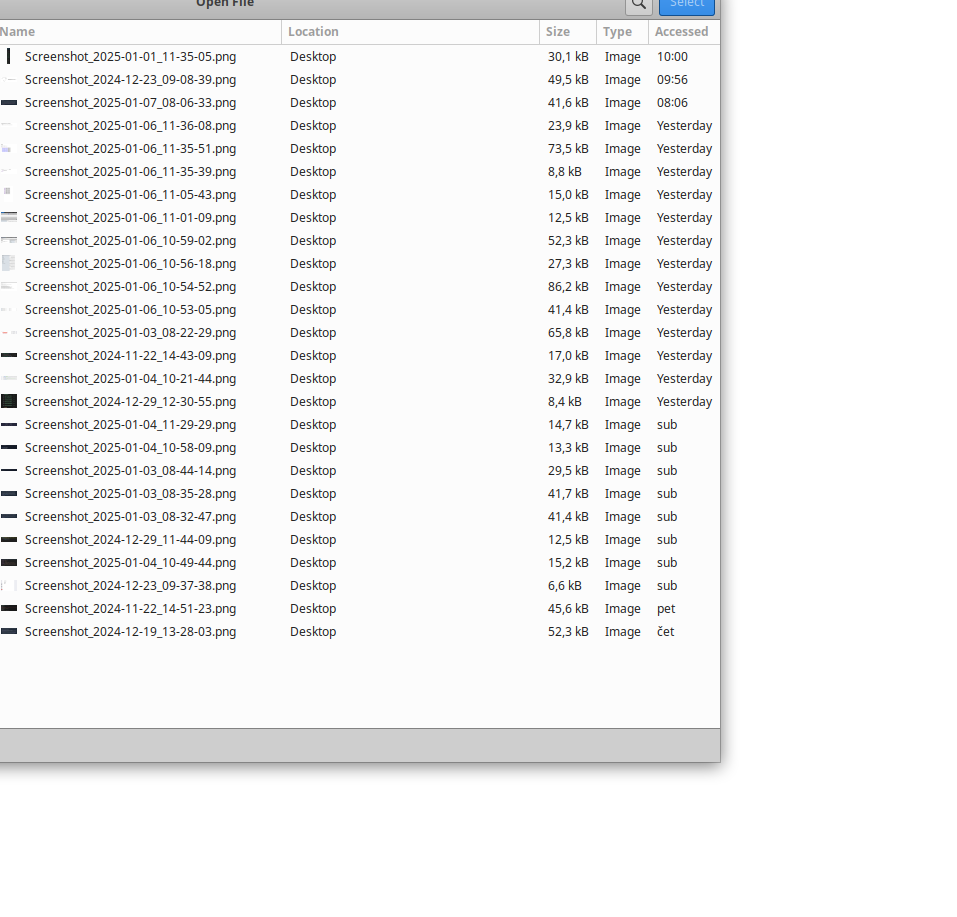 Open File
Select
Name Location Size Type Accessed
Screenshot_2025-01-01_11-35-05.png Desktop 30,1 kB Image 10:00
Screenshot_2024-12-23_09-08-39.png Desktop 49,5 kB Image 09:56
Screenshot_2025-01-07_08-06-33.png Desktop 41,6 kB Image 08:06
Screenshot_2025-01-06_11-36-08.png Desktop 23,9 kB Image Yesterday
Screenshot_2025-01-06_11-35-51.png Desktop 73,5 kB Image Yesterday
Screenshot_2025-01-06_11-35-39.png Desktop 8,8 kB Image Yesterday
Screenshot_2025-01-06_11-05-43.png Desktop 15,0 kB Image Yesterday
Screenshot_2025-01-06_11-01-09.png Desktop 12,5 kB Image Yesterday
Screenshot_2025-01-06_10-59-02.png Desktop 52,3 kB Image Yesterday
Screenshot_2025-01-06_10-56-18.png Desktop 27,3 kB Image Yesterday
Screenshot_2025-01-06_10-54-52.png Desktop 86,2 kB Image Yesterday
Screenshot_2025-01-06_10-53-05.png Desktop 41,4 kB Image Yesterday
Screenshot_2025-01-03_08-22-29.png Desktop 65,8 kB Image Yesterday
Screenshot_2024-11-22_14-43-09.png Desktop 17,0 kB Image Yesterday
Screenshot_2025-01-04_10-21-44.png Desktop 32,9 kB Image Yesterday
Screenshot_2024-12-29_12-30-55.png Desktop 8,4 kB Image Yesterday
Screenshot_2025-01-04_11-29-29.png Desktop 14,7 kB Image sub
Screenshot_2025-01-04_10-58-09.png Desktop 13,3 kB Image sub
Screenshot_2025-01-03_08-44-14.png Desktop 29,5 kB Image sub
Screenshot_2025-01-03_08-35-28.png Desktop 41,7 kB Image sub
Screenshot_2025-01-03_08-32-47.png Desktop 41,4 kB Image sub
Screenshot_2024-12-29_11-44-09.png Desktop 12,5 kB Image sub
Screenshot_2025-01-04_10-49-44.png Desktop 15,2 kB Image sub
Screenshot_2024-12-23_09-37-38.png Desktop 6,6 kB Image sub
Screenshot_2024-11-22_14-51-23.png Desktop 45,6 kB Image pet
Screenshot_2024-12-19_13-28-03.png Desktop 52,3 kB Image čet